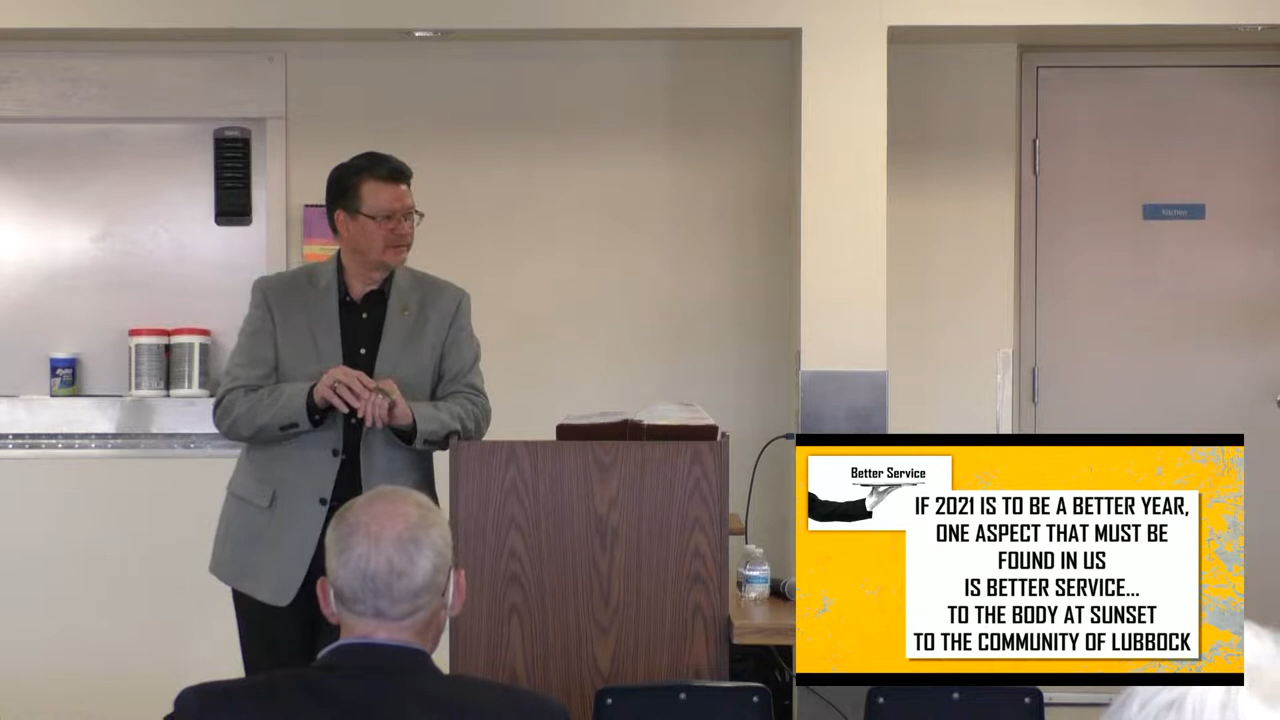 Kitchen
Better Service
IF 2021 IS TO BE A BETTER YEAR,
ONE ASPECT THAT MUST BE
FOUND IN US
IS BETTER SERVICE...
TO THE BODY AT SUNSET
TO THE COMMUNITY OF LUBBOCK